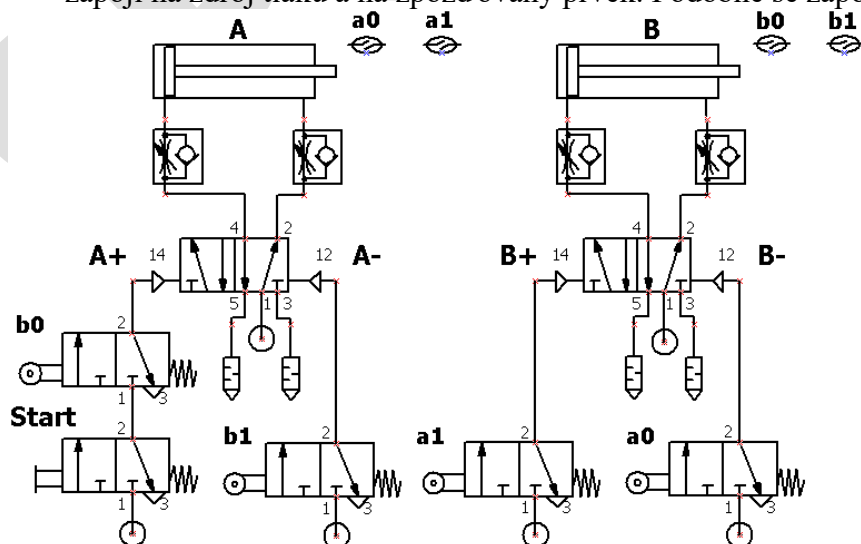 zapojí na zdroj tlaku a na zpožďovaný prvek. Podobně se zapo
a0 a1 b0 b1
A B
4 2 4 2
A+ 14 12 A- B+ 14 12 B-
5 1 3 5 1 3
b0 2
1 3
Start 2 b1 2 a1 2 a0 2
1 3 1 3 1 3 1 3